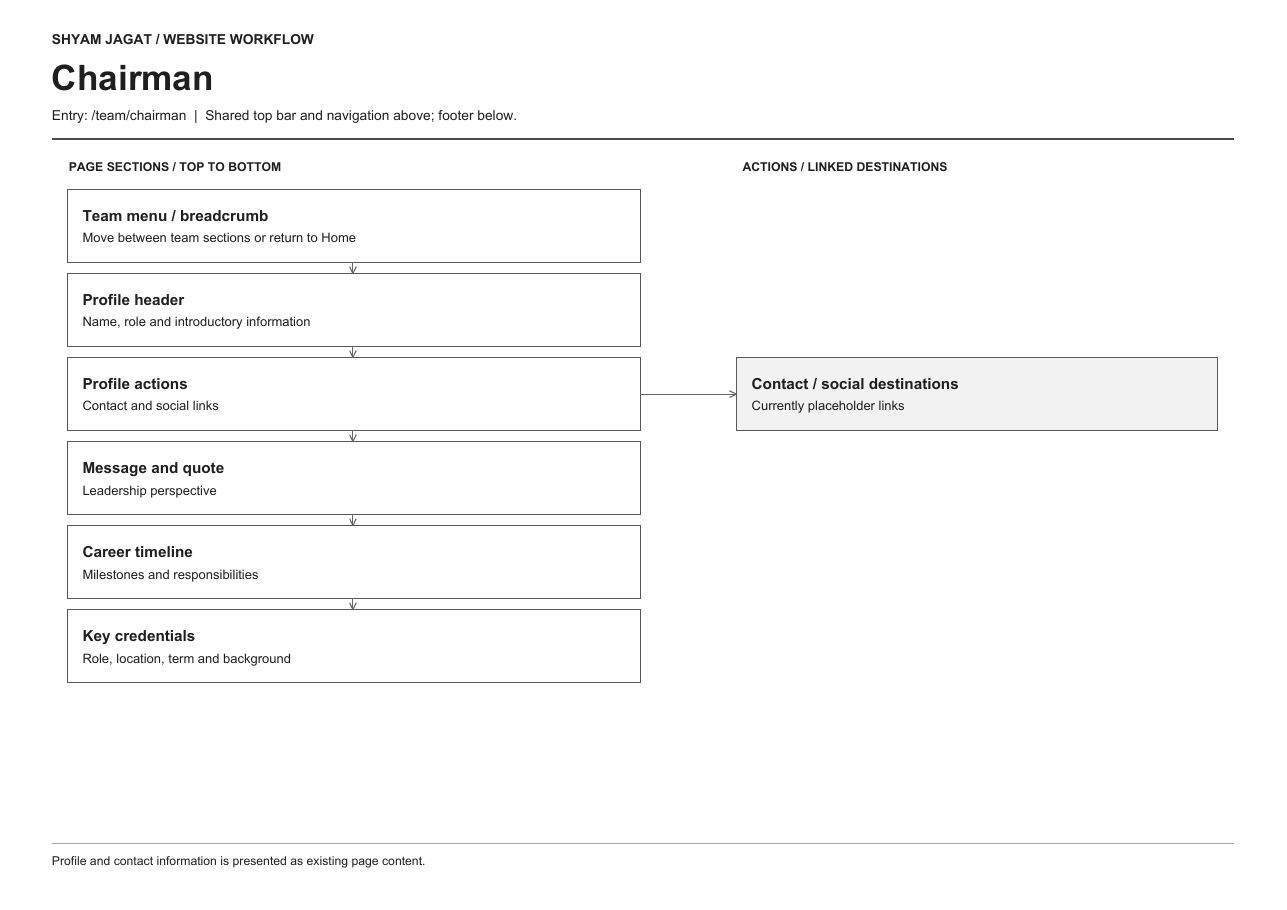 SHYAM JAGAT / WEBSITE WORKFLOW
Chairman
Entry: /team/chairman | Shared top bar and navigation above; footer below.
PAGE SECTIONS / TOP TO BOTTOM
ACTIONS / LINKED DESTINATIONS
Team menu / breadcrumb
Move between team sections or return to Home
Profile header
Name, role and introductory information
Profile actions
Contact and social links
Contact / social destinations
Currently placeholder links
Message and quote
Leadership perspective
Career timeline
Milestones and responsibilities
Key credentials
Role, location, term and background
Profile and contact information is presented as existing page content.